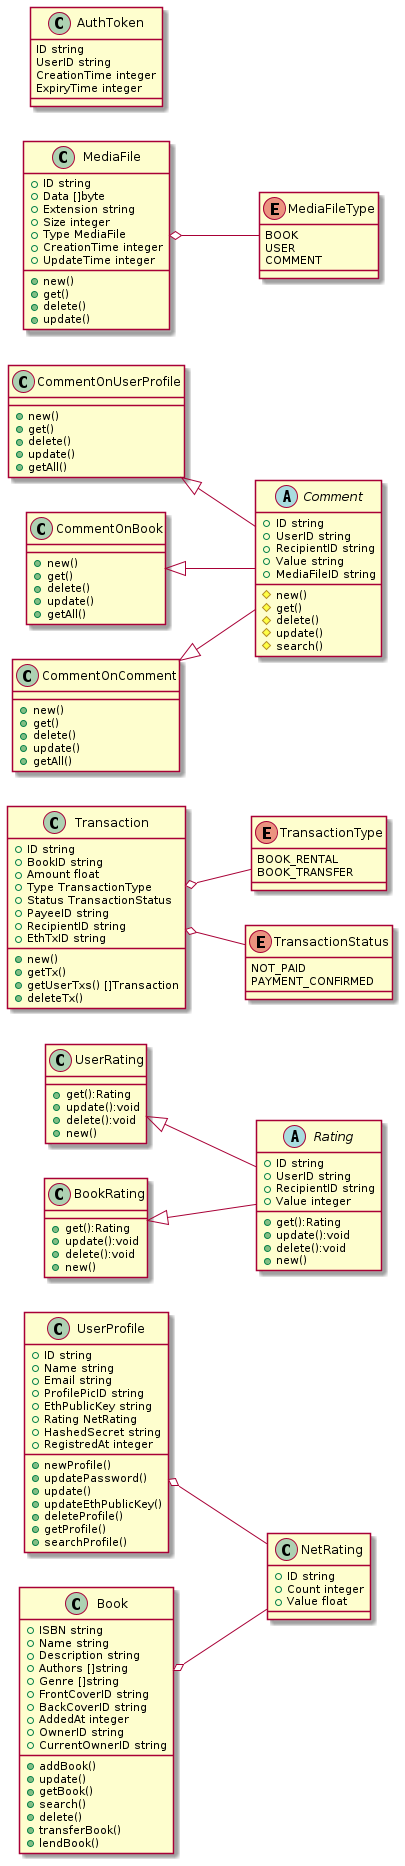 C AuthToken
ID string
UserID string
CreationTime integer
ExpiryTime integer
C MediaFile
ID string
Data []byte
Extension string
Size integer
Type MediaFile
CreationTime integer
UpdateTime integer
new()
get()
delete()
update()
E MediaFileType
BOOK
USER
COMMENT
C CommentOnUserProfile
new()
get()
delete()
update()
getAll()
C CommentOnBook
new()
get()
delete()
update()
getAll()
C CommentOnComment
new()
get()
delete()
update()
getAll()
A Comment
ID string
UserID string
RecipientID string
Value string
MediaFileID string
new()
get()
delete()
update()
search()
C Transaction
ID string
BookID string
Amount float
Type TransactionType
Status TransactionStatus
PayeeID string
RecipientID string
EthTxID string
new()
getTx()
getUserTxs() []Transaction
deleteTx()
E TransactionType
BOOK_RENTAL
BOOK_TRANSFER
E TransactionStatus
NOT_PAID
PAYMENT_CONFIRMED
C UserRating
get():Rating
update():void
delete():void
new()
C BookRating
get():Rating
update():void
delete():void
new()
A Rating
ID string
UserID string
RecipientID string
Value integer
get():Rating
update():void
delete():void
new()
C UserProfile
ID string
Name string
Email string
ProfilePicID string
EthPublicKey string
Rating NetRating
HashedSecret string
RegistredAt integer
newProfile()
updatePassword()
update()
updateEthPublicKey()
deleteProfile()
getProfile()
searchProfile()
C Book
ISBN string
Name string
Description string
Authors []string
Genre []string
FrontCoverID string
BackCoverID string
AddedAt integer
OwnerID string
CurrentOwnerID string
addBook()
update()
getBook()
search()
delete()
transferBook()
lendBook()
C NetRating
ID string
Count integer
Value float